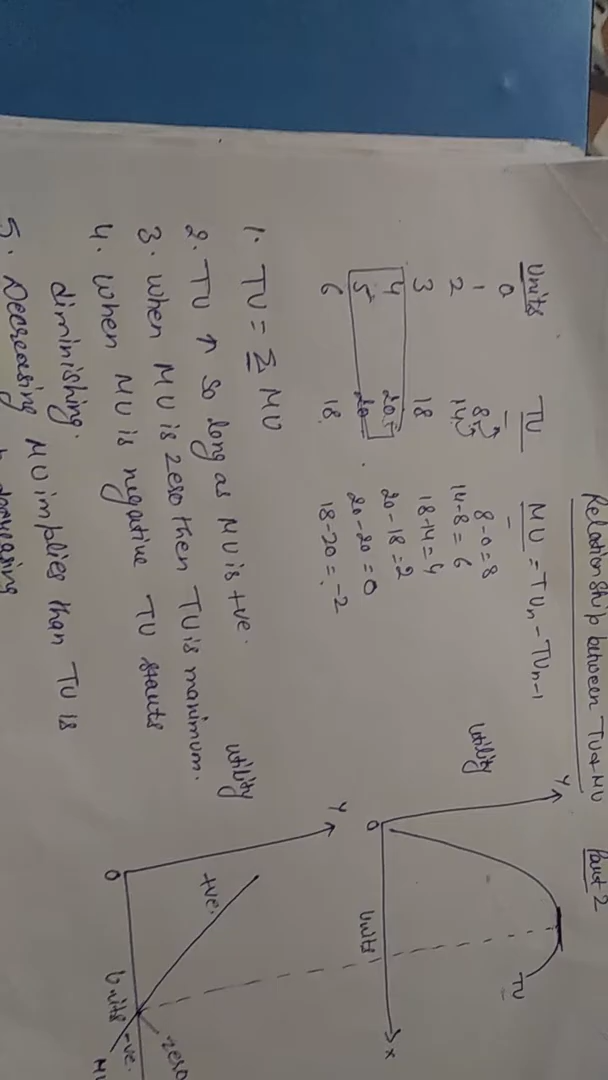 Relationship between TU & MU Part 2
Units TU MU = TUn - TUn-1
0 - -
1 8 8-0=8
2 14 14-8=6
3 18 18-14=4
4 20 20-18=2
5 20 20-20=0
6 18 18-20=-2
1. TU = Σ MU
2. TU ↑ so long as MU is +ve.
3. When MU is zero then TU is maximum.
4. When MU is negative TU starts
diminishing.
5. Decreasing MU implies than TU is
Y
utility
O
Units
X
TU
Y
utility
O
+ve.
Units
-ve.
zero